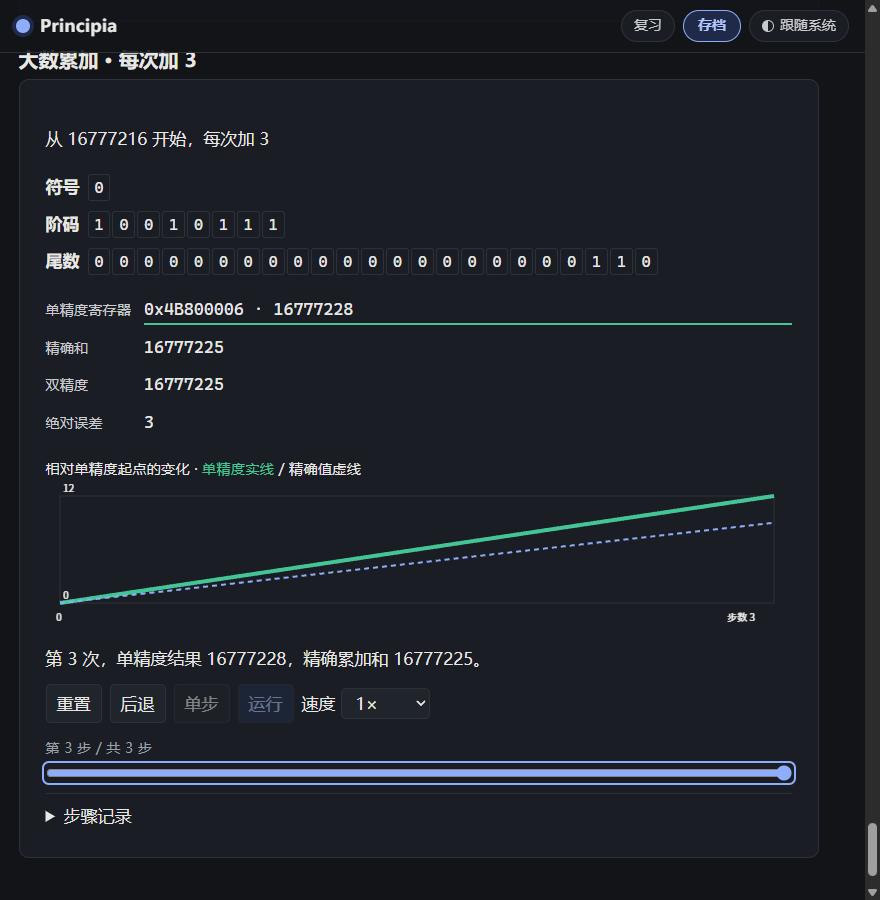 Principia
复习
存档
跟随系统
大数累加 • 每次加 3
从 16777216 开始，每次加 3
符号 0
阶码 1 0 0 1 0 1 1 1
尾数 0 0 0 0 0 0 0 0 0 0 0 0 0 0 0 0 0 0 0 0 1 1 0
单精度寄存器 0x4B800006 · 16777228
精确和 16777225
双精度 16777225
绝对误差 3
相对单精度起点的变化 · 单精度实线 / 精确值虚线
12
0
0
步数 3
第 3 次，单精度结果 16777228，精确累加和 16777225。
重置 后退 单步 运行 速度 1×
第 3 步 / 共 3 步
▶ 步骤记录